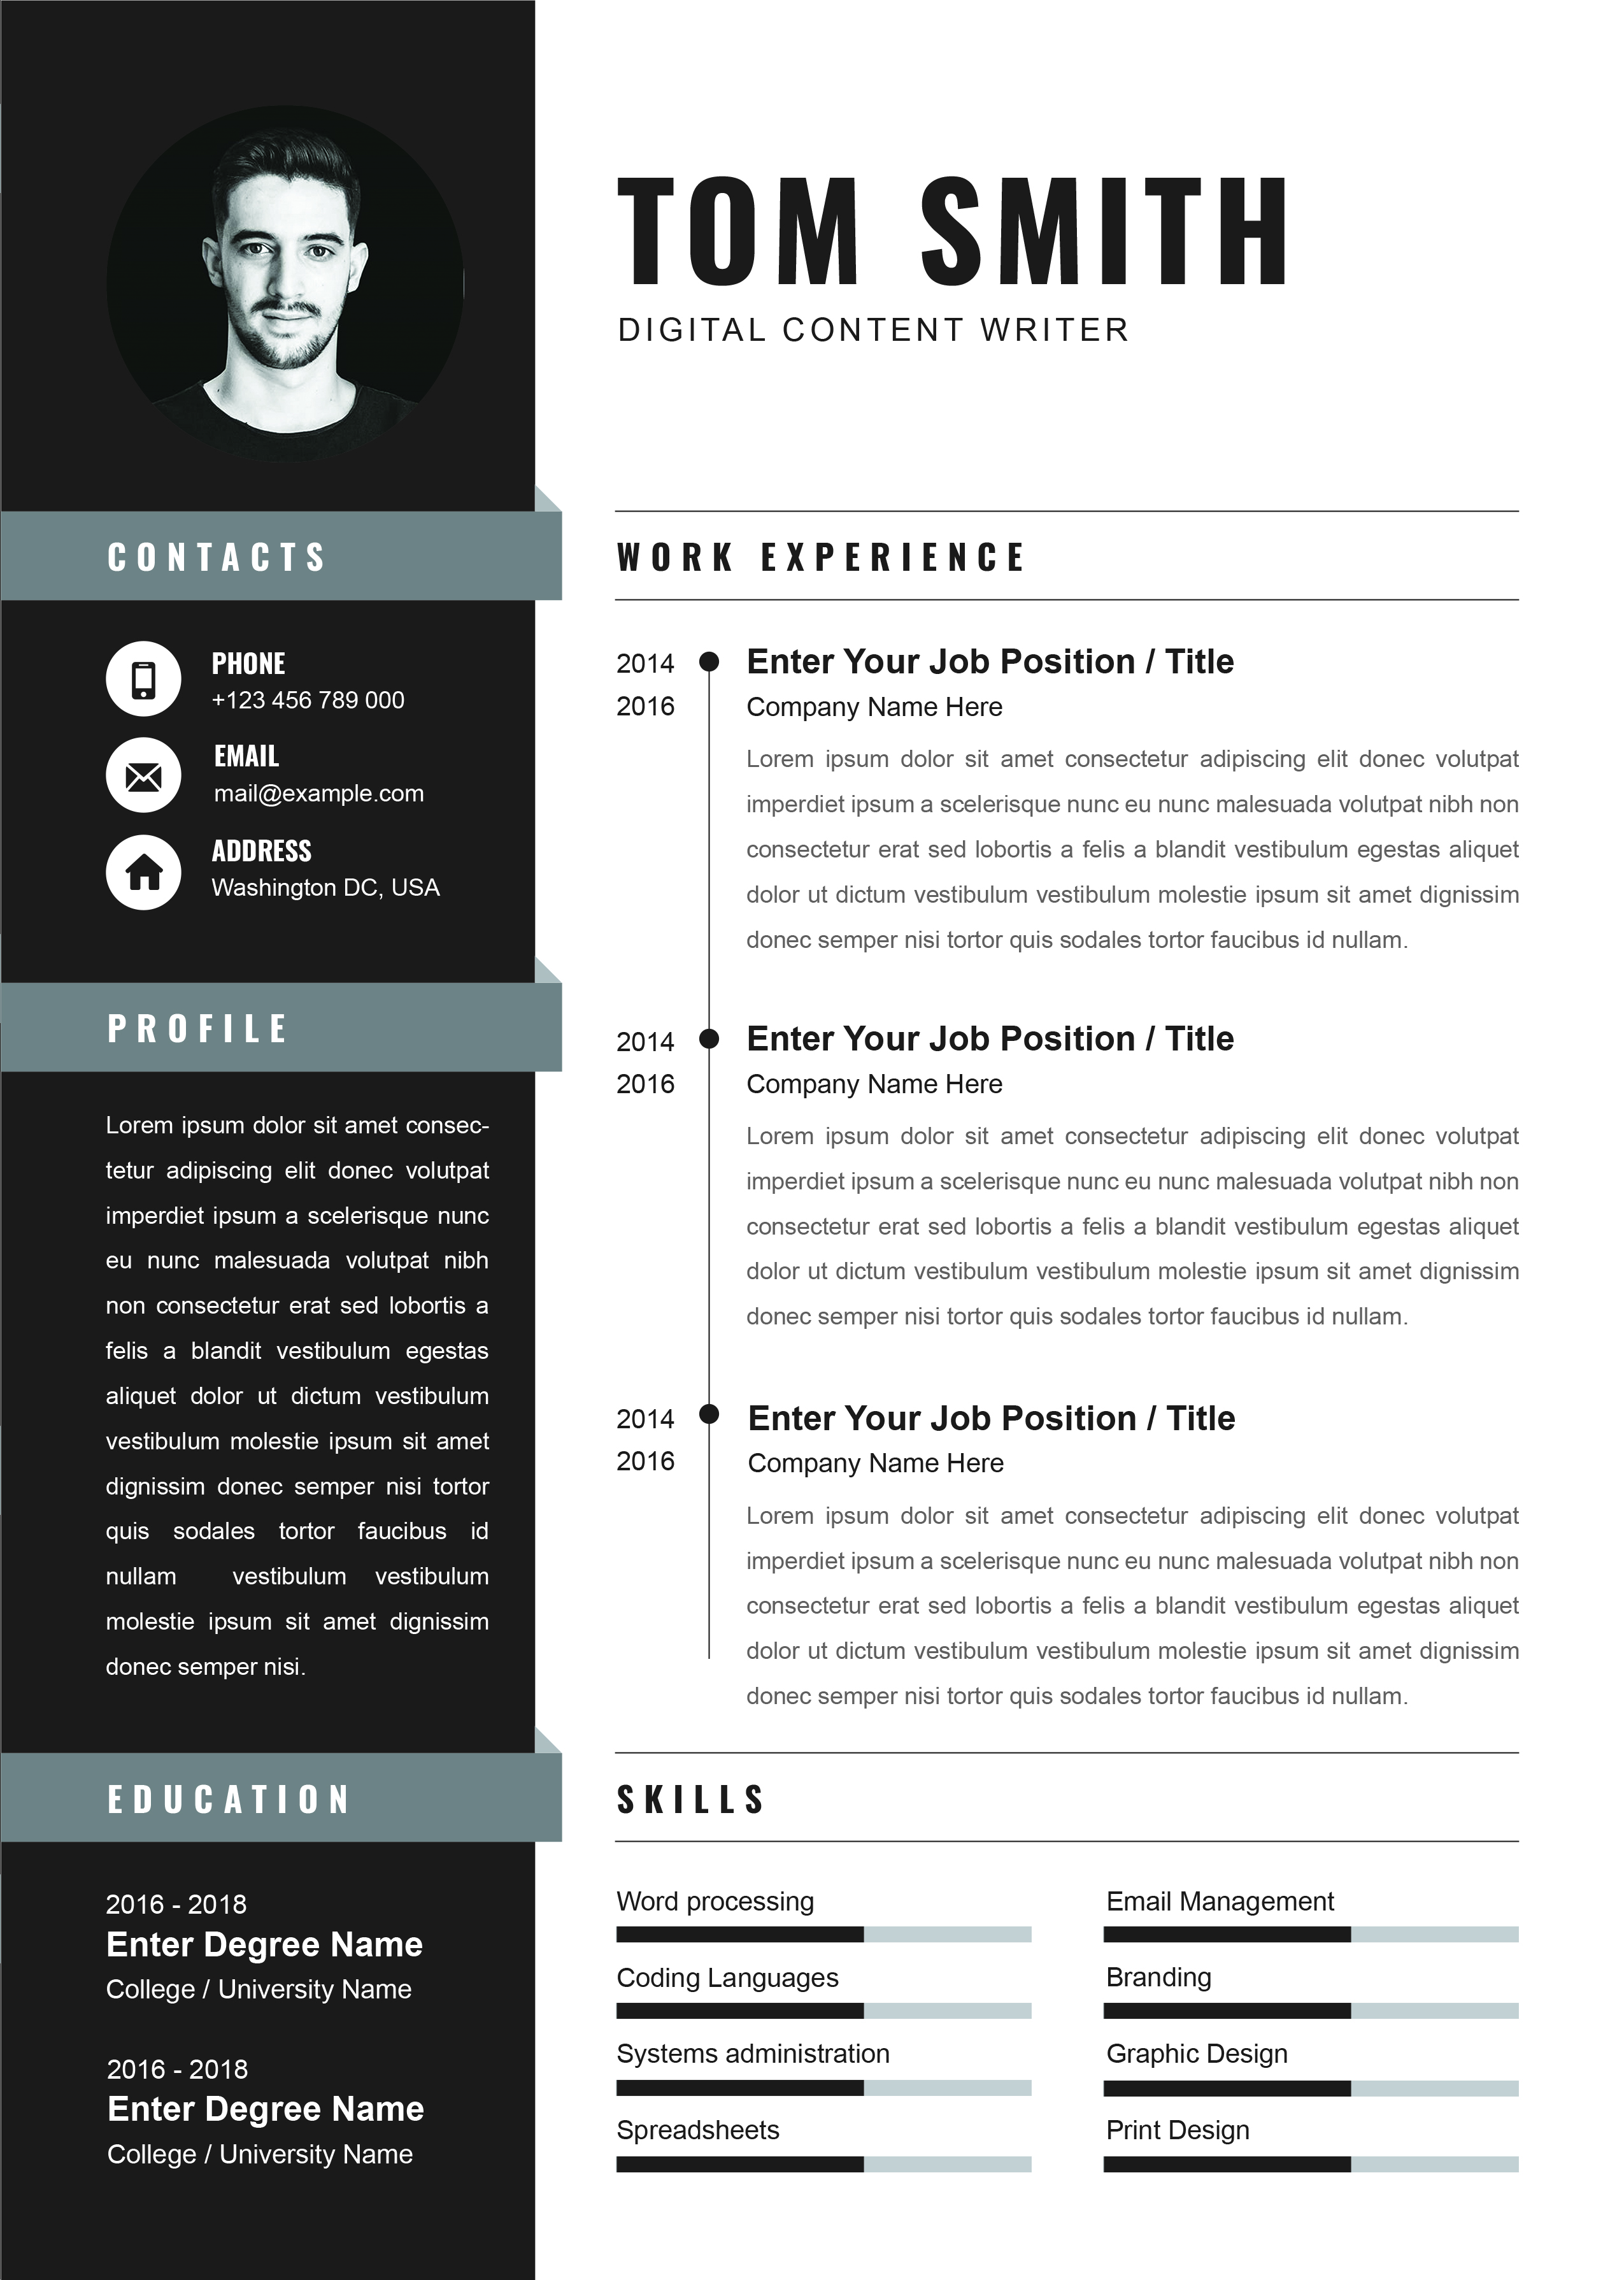 TOM SMITH
DIGITAL CONTENT WRITER
CONTACTS
PHONE
+123 456 789 000
EMAIL
mail@example.com
ADDRESS
Washington DC, USA
PROFILE
Lorem ipsum dolor sit amet consec-
tetur adipiscing elit donec volutpat
imperdiet ipsum a scelerisque nunc
eu nunc malesuada volutpat nibh
non consectetur erat sed lobortis a
felis a blandit vestibulum egestas
aliquet dolor ut dictum vestibulum
vestibulum molestie ipsum sit amet
dignissim donec semper nisi tortor
quis sodales tortor faucibus id
nullam vestibulum vestibulum
molestie ipsum sit amet dignissim
donec semper nisi.
EDUCATION
2016 - 2018
Enter Degree Name
College / University Name
2016 - 2018
Enter Degree Name
College / University Name
WORK EXPERIENCE
2014 Enter Your Job Position / Title
2016 Company Name Here
Lorem ipsum dolor sit amet consectetur adipiscing elit donec volutpat
imperdiet ipsum a scelerisque nunc eu nunc malesuada volutpat nibh non
consectetur erat sed lobortis a felis a blandit vestibulum egestas aliquet
dolor ut dictum vestibulum vestibulum molestie ipsum sit amet dignissim
donec semper nisi tortor quis sodales tortor faucibus id nullam.
2014 Enter Your Job Position / Title
2016 Company Name Here
Lorem ipsum dolor sit amet consectetur adipiscing elit donec volutpat
imperdiet ipsum a scelerisque nunc eu nunc malesuada volutpat nibh non
consectetur erat sed lobortis a felis a blandit vestibulum egestas aliquet
dolor ut dictum vestibulum vestibulum molestie ipsum sit amet dignissim
donec semper nisi tortor quis sodales tortor faucibus id nullam.
2014 Enter Your Job Position / Title
2016 Company Name Here
Lorem ipsum dolor sit amet consectetur adipiscing elit donec volutpat
imperdiet ipsum a scelerisque nunc eu nunc malesuada volutpat nibh non
consectetur erat sed lobortis a felis a blandit vestibulum egestas aliquet
dolor ut dictum vestibulum vestibulum molestie ipsum sit amet dignissim
donec semper nisi tortor quis sodales tortor faucibus id nullam.
SKILLS
Word processing
Coding Languages
Systems administration
Spreadsheets
Email Management
Branding
Graphic Design
Print Design